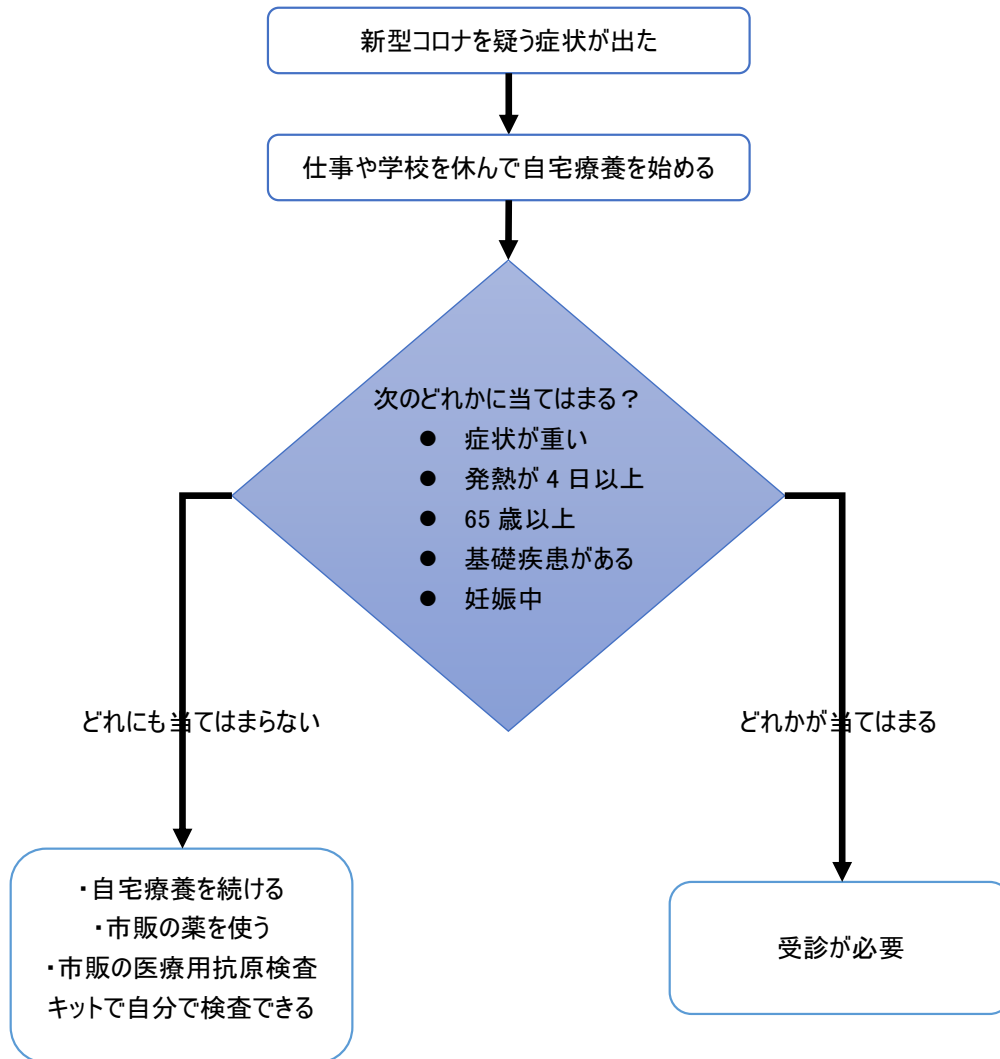 新型コロナを疑う症状が出た
仕事や学校を休んで自宅療養を始める
次のどれかに当てはまる？
● 症状が重い
● 発熱が 4 日以上
● 65 歳以上
● 基礎疾患がある
● 妊娠中
どれにも当てはまらない
どれかが当てはまる
・自宅療養を続ける
・市販の薬を使う
・市販の医療用抗原検査
キットで自分で検査できる
受診が必要